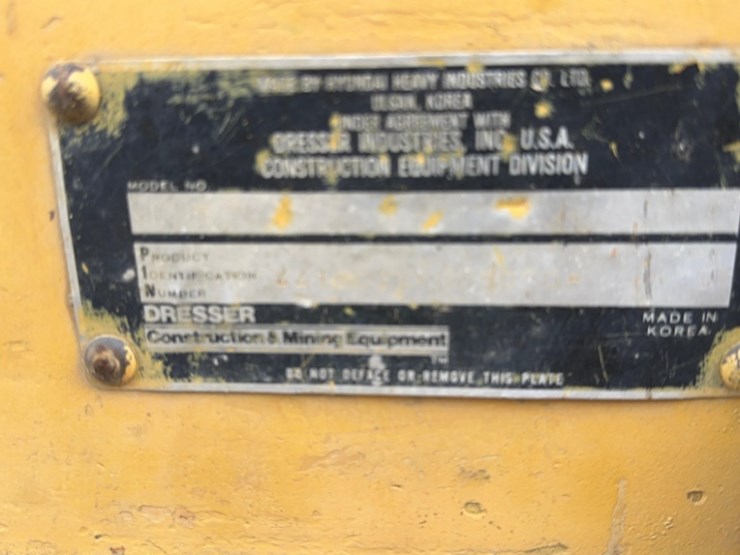 MADE BY HYUNDAI HEAVY INDUSTRIES CO. LTD.
ULSAN, KOREA
UNDER AGREEMENT WITH
DRESSER INDUSTRIES, INC. U.S.A.
CONSTRUCTION EQUIPMENT DIVISION
MODEL NO
PRODUCT
IDENTIFICATION
NUMBER
DRESSER
Construction & Mining Equipment
MADE IN
KOREA
DO NOT DEFACE OR REMOVE THIS PLATE